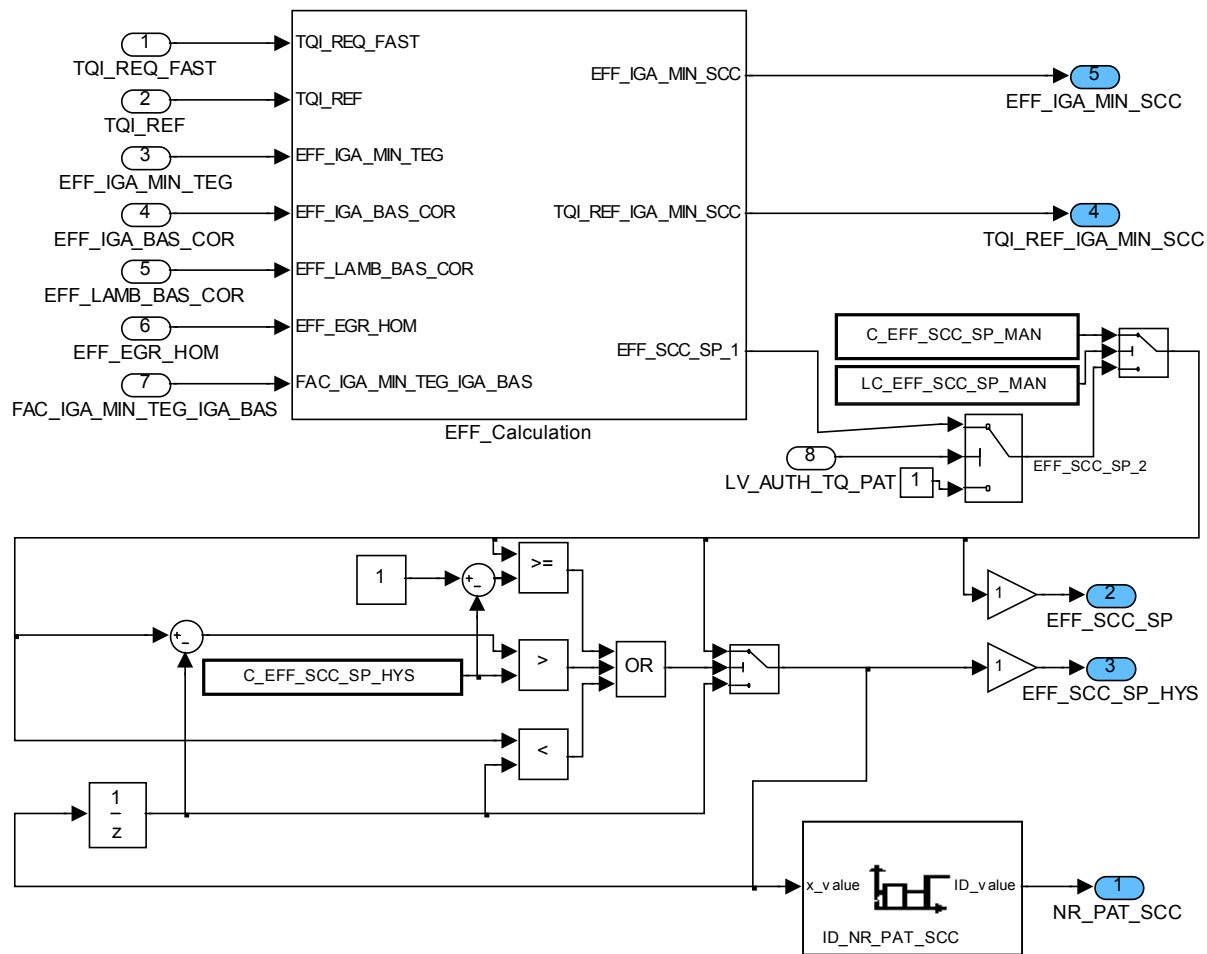 1
TQI_REQ_FAST
2
TQI_REF
3
EFF_IGA_MIN_TEG
4
EFF_IGA_BAS_COR
5
EFF_LAMB_BAS_COR
6
EFF_EGR_HOM
7
FAC_IGA_MIN_TEG_IGA_BAS
TQI_REQ_FAST
TQI_REF
EFF_IGA_MIN_TEG
EFF_IGA_BAS_COR
EFF_LAMB_BAS_COR
EFF_EGR_HOM
FAC_IGA_MIN_TEG_IGA_BAS
EFF_IGA_MIN_SCC
TQI_REF_IGA_MIN_SCC
EFF_SCC_SP_1
EFF_Calculation
5
EFF_IGA_MIN_SCC
4
TQI_REF_IGA_MIN_SCC
C_EFF_SCC_SP_MAN
LC_EFF_SCC_SP_MAN
8
LV_AUTH_TQ_PAT
1
EFF_SCC_SP_2
1
+
-
>=
+
-
C_EFF_SCC_SP_HYS
>
<
OR
1
2
EFF_SCC_SP
1
3
EFF_SCC_SP_HYS
1
z
x_value
ID_value
ID_NR_PAT_SCC
1
NR_PAT_SCC